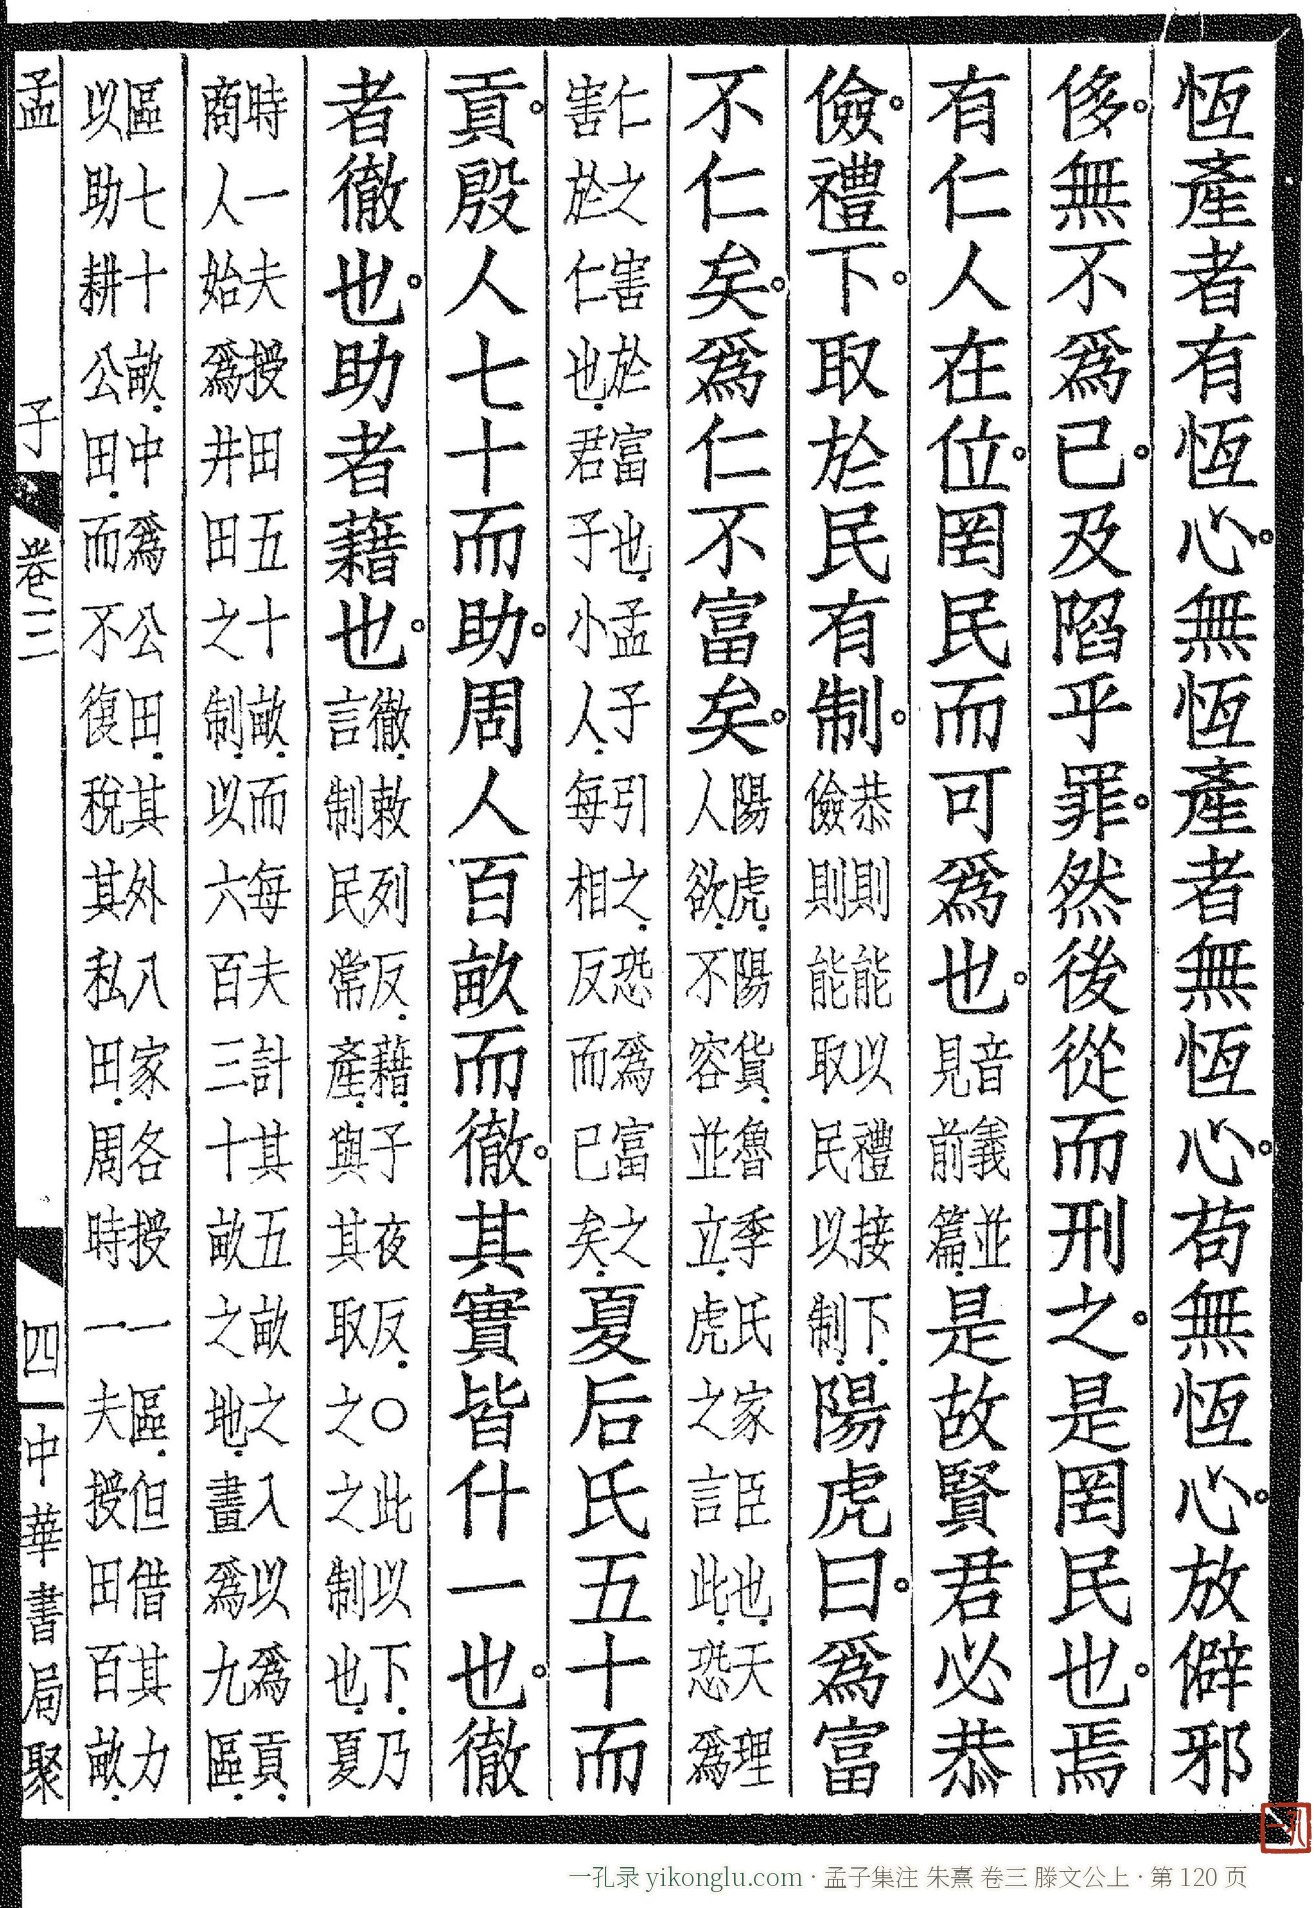 恆產者有恆心。無恆產者無恆心。苟無恆心。放僻邪
侈。無不爲已。及陷乎罪。然後從而刑之。是罔民也。焉
有仁人在位。罔民而可爲也。音義並見前篇.是故賢君必恭
儉。禮下。取於民有制。恭則能以禮接下.儉則能取民以制.陽虎曰。爲富
不仁矣。爲仁不富矣。陽虎.陽貨.魯季氏家臣也.天理人欲.不容並立.虎之言此.恐爲
仁之害於富也.孟子引之.恐爲富之害於仁也.君子小人.每相反而已矣.夏后氏五十而
貢。殷人七十而助。周人百畝而徹。其實皆什一也。徹
者徹也。助者藉也。徹.敕列反.藉.子夜反.○此以下.乃言制民常產.與其取之之制也.夏
時一夫授田五十畝.而每夫計其五畝之入以爲貢.商人始爲井田之制.以六百三十畝之地.畫爲九區.
區七十畝.中爲公田.其外八家各授一區.但借其力以助耕公田.而不復稅其私田.周時一夫授田百畝.
孟子 卷三 四一中華書局聚
一孔录 yikonglu.com · 孟子集注 朱熹 卷三 滕文公上 · 第 120 页